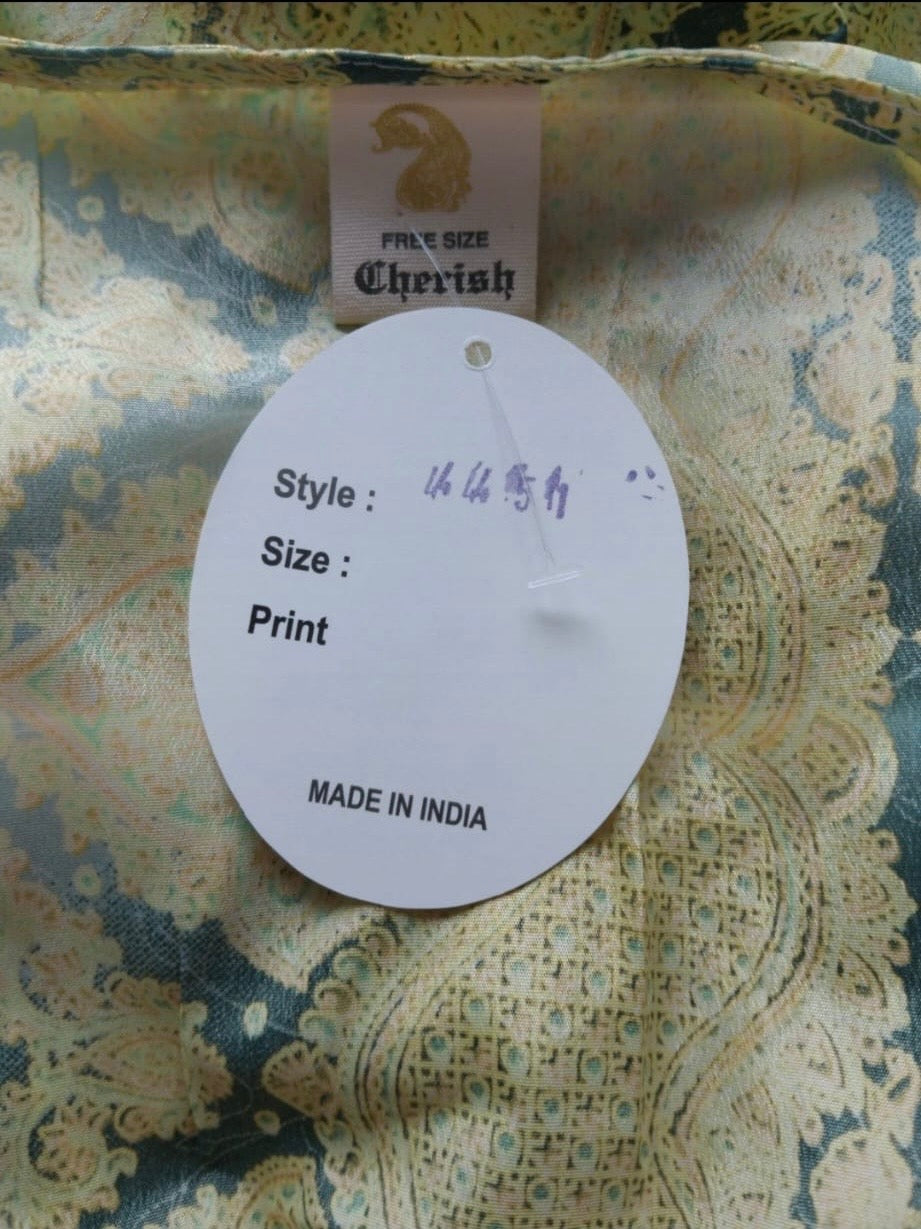 FREE SIZE
Cherish
Style :
Size :
Print
MADE IN INDIA